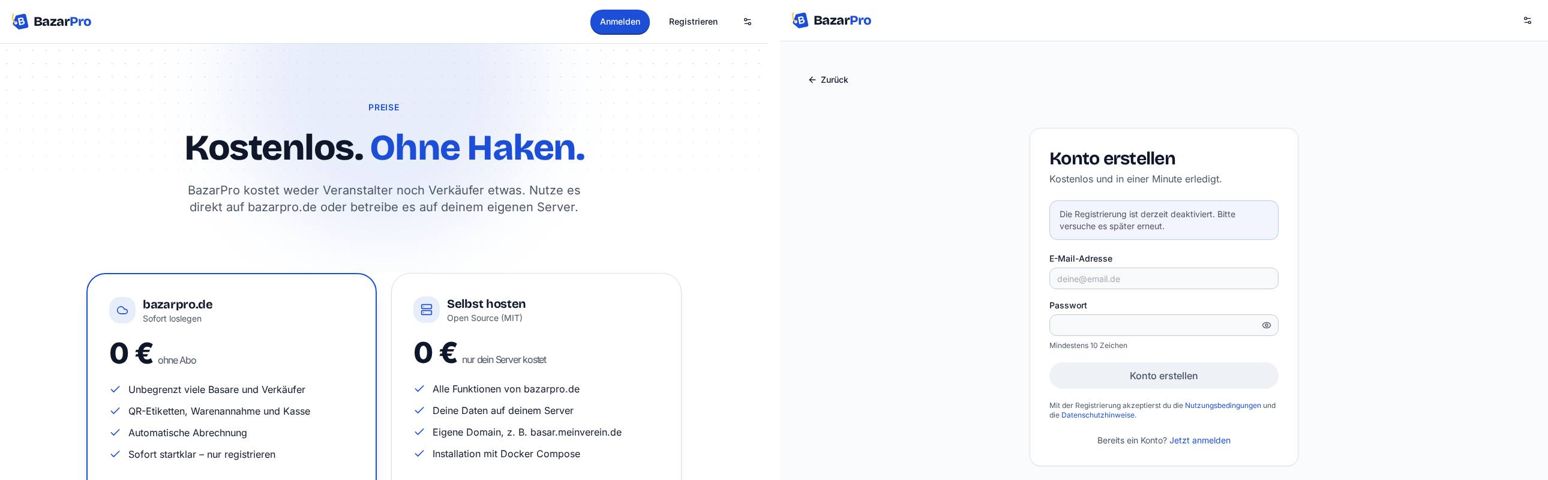 BazarPro
Anmelden
Registrieren
PREISE
Kostenlos. Ohne Haken.
BazarPro kostet weder Veranstalter noch Verkäufer etwas. Nutze es
direkt auf bazarpro.de oder betreibe es auf deinem eigenen Server.
bazarpro.de
Sofort loslegen
0 € ohne Abo
Unbegrenzt viele Basare und Verkäufer
QR-Etiketten, Warenannahme und Kasse
Automatische Abrechnung
Sofort startklar – nur registrieren
Selbst hosten
Open Source (MIT)
0 € nur dein Server kostet
Alle Funktionen von bazarpro.de
Deine Daten auf deinem Server
Eigene Domain, z. B. basar.meinverein.de
Installation mit Docker Compose
BazarPro
Zurück
Konto erstellen
Kostenlos und in einer Minute erledigt.
Die Registrierung ist derzeit deaktiviert. Bitte
versuche es später erneut.
E-Mail-Adresse
deine@email.de
Passwort
Mindestens 10 Zeichen
Konto erstellen
Mit der Registrierung akzeptierst du die Nutzungsbedingungen und
die Datenschutzhinweise.
Bereits ein Konto? Jetzt anmelden